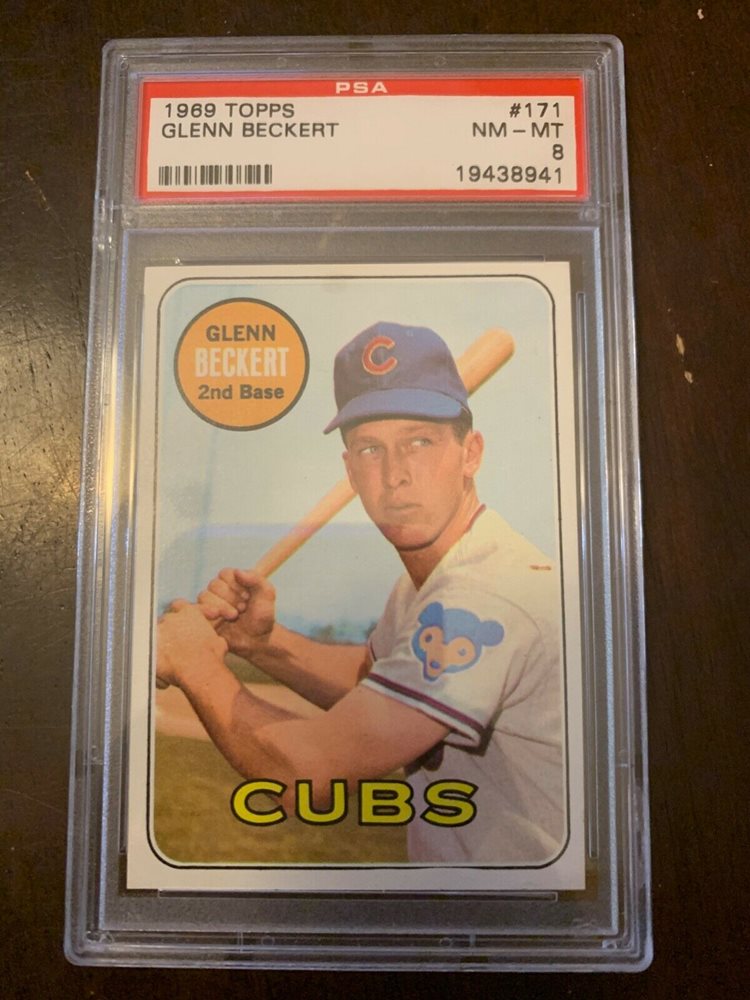 PSA
1969 TOPPS #171
GLENN BECKERT NM - MT
8
19438941
GLENN
BECKERT
2nd Base
C
CUBS